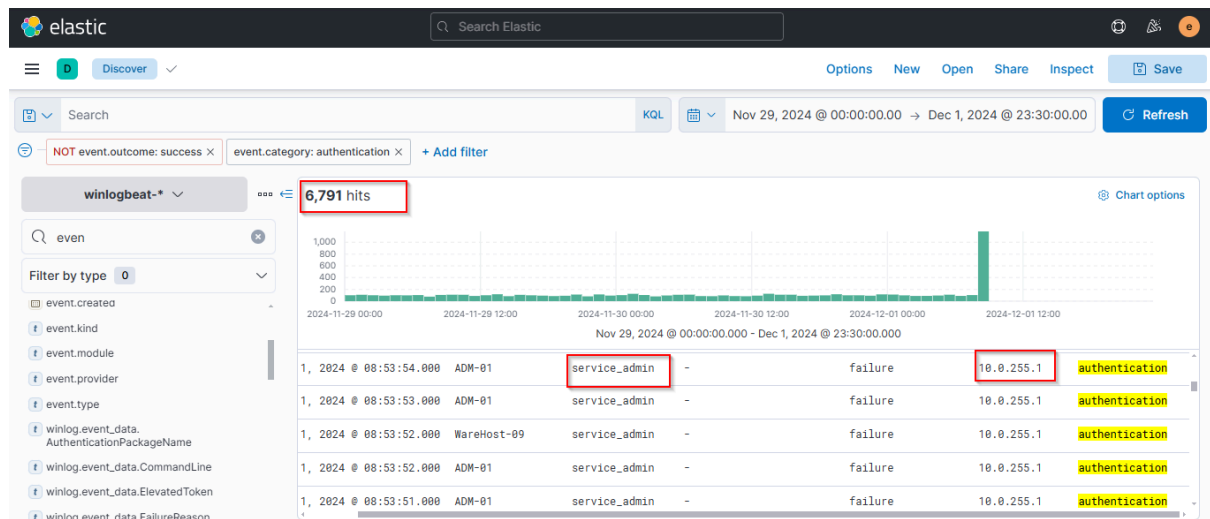 elastic
Search Elastic
e
D Discover
Options New Open Share Inspect Save
Search KQL Nov 29, 2024 @ 00:00:00.00 → Dec 1, 2024 @ 23:30:00.00 Refresh
NOT event.outcome: success × event.category: authentication × + Add filter
winlogbeat-*
6,791 hits
Chart options
even
Filter by type 0
event.created
event.kind
event.module
event.provider
event.type
winlog.event_data.
AuthenticationPackageName
winlog.event_data.CommandLine
winlog.event_data.ElevatedToken
winlog.event_data.FailureReason
1,000
800
600
400
200
0
2024-11-29 00:00 2024-11-29 12:00 2024-11-30 00:00 2024-11-30 12:00 2024-12-01 00:00 2024-12-01 12:00
Nov 29, 2024 @ 00:00:00.000 - Dec 1, 2024 @ 23:30:00.000
1, 2024 @ 08:53:54.000 ADM-01 service_admin - failure 10.0.255.1 authentication
1, 2024 @ 08:53:53.000 ADM-01 service_admin - failure 10.0.255.1 authentication
1, 2024 @ 08:53:52.000 WareHost-09 service_admin - failure 10.0.255.1 authentication
1, 2024 @ 08:53:52.000 ADM-01 service_admin - failure 10.0.255.1 authentication
1, 2024 @ 08:53:51.000 ADM-01 service_admin - failure 10.0.255.1 authentication